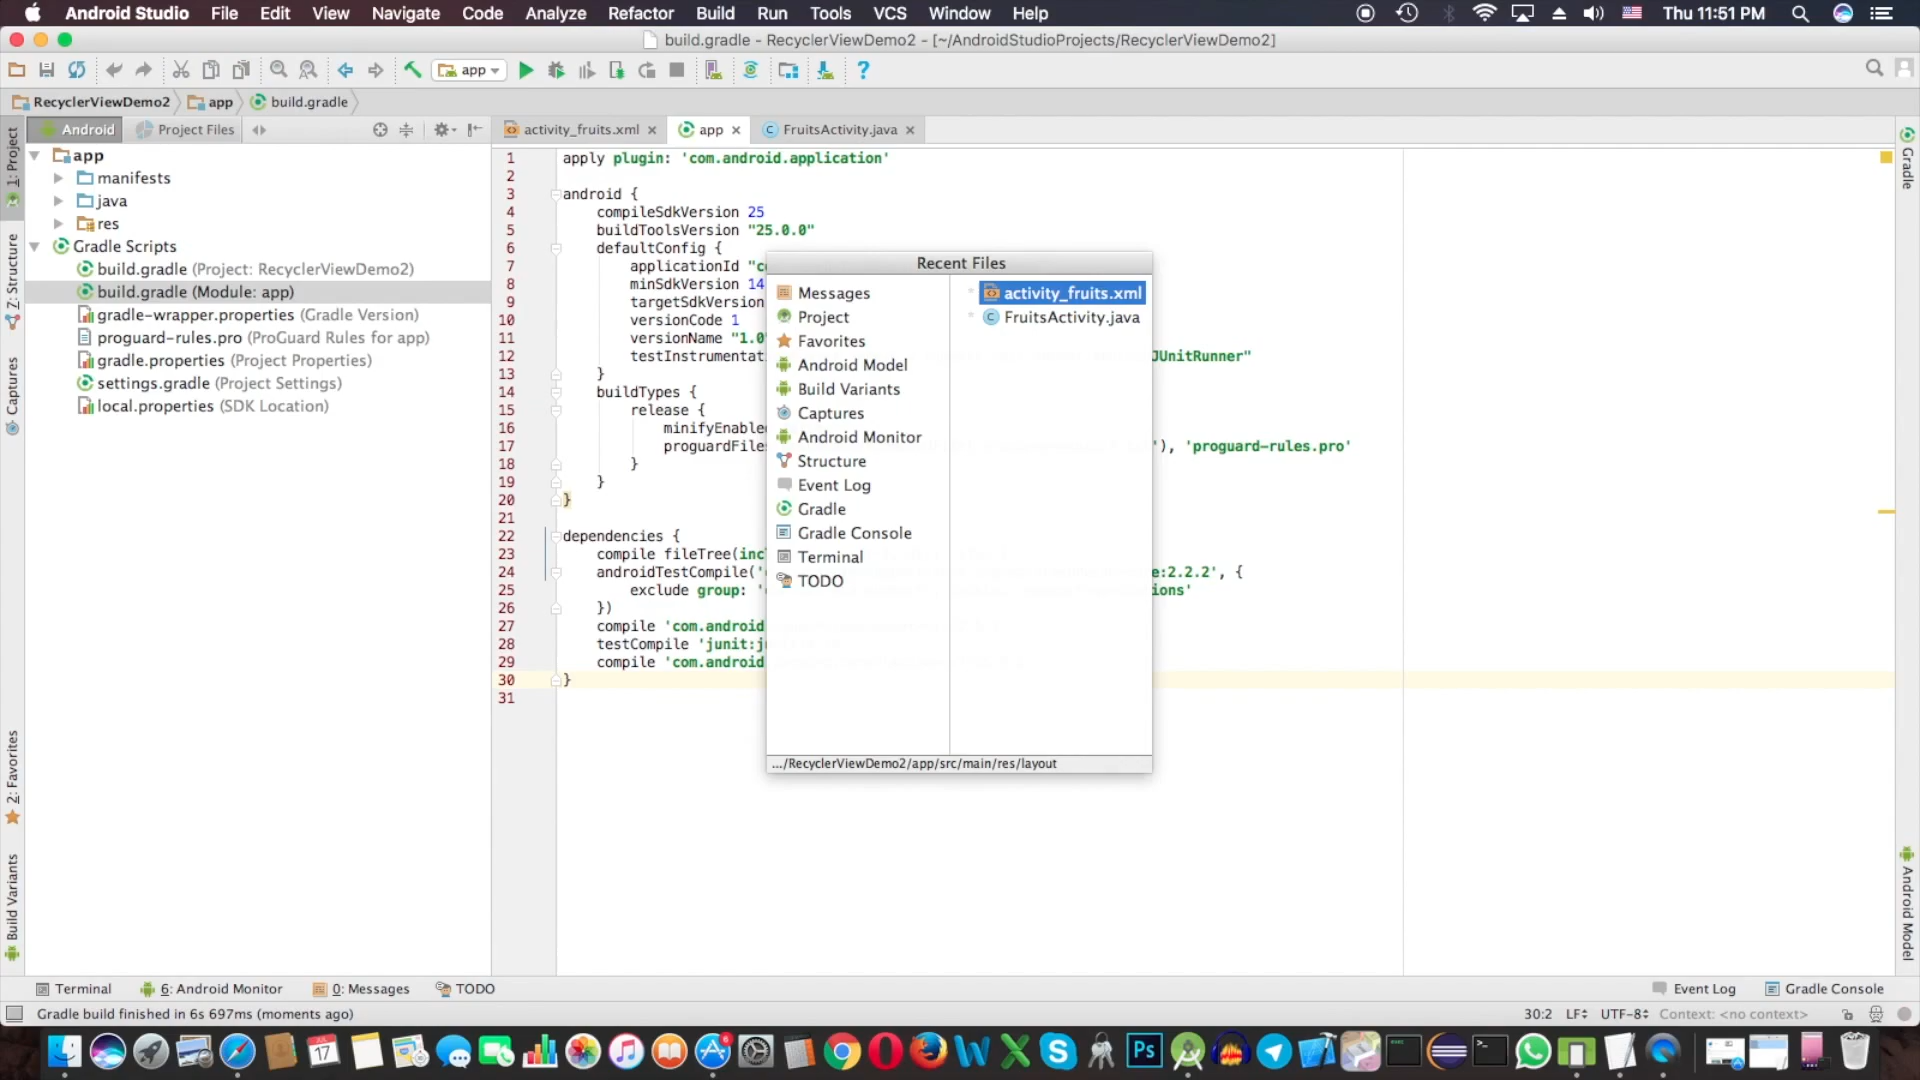 Android Studio File Edit View Navigate Code Analyze Refactor Build Run Tools VCS Window Help Thu 11:51 PM
build.gradle - RecyclerViewDemo2 - [~/AndroidStudioProjects/RecyclerViewDemo2]
app
RecyclerViewDemo2 app build.gradle
Android Project Files
activity_fruits.xml app FruitsActivity.java
1: Project
Z: Structure
Captures
2: Favorites
Build Variants
app
manifests
java
res
Gradle Scripts
build.gradle (Project: RecyclerViewDemo2)
build.gradle (Module: app)
gradle-wrapper.properties (Gradle Version)
proguard-rules.pro (ProGuard Rules for app)
gradle.properties (Project Properties)
settings.gradle (Project Settings)
local.properties (SDK Location)
1 apply plugin: 'com.android.application'
2
3 android {
4 compileSdkVersion 25
5 buildToolsVersion "25.0.0"
6 defaultConfig {
7 applicationId "c
8 minSdkVersion 14
9 targetSdkVersion
10 versionCode 1
11 versionName "1.0
12 testInstrumentati JUnitRunner"
13 }
14 buildTypes {
15 release {
16 minifyEnable
17 proguardFile '), 'proguard-rules.pro'
18 }
19 }
20 }
21
22 dependencies {
23 compile fileTree(inc
24 androidTestCompile(' e:2.2.2', {
25 exclude group: ' ions'
26 })
27 compile 'com.android
28 testCompile 'junit:j
29 compile 'com.android
30 }
31
Recent Files
Messages
Project
Favorites
Android Model
Build Variants
Captures
Android Monitor
Structure
Event Log
Gradle
Gradle Console
Terminal
TODO
activity_fruits.xml
FruitsActivity.java
.../RecyclerViewDemo2/app/src/main/res/layout
Gradle
Android Model
Terminal 6: Android Monitor 0: Messages TODO Event Log Gradle Console
Gradle build finished in 6s 697ms (moments ago) 30:2 LF UTF-8 Context: <no context>
17
Ps